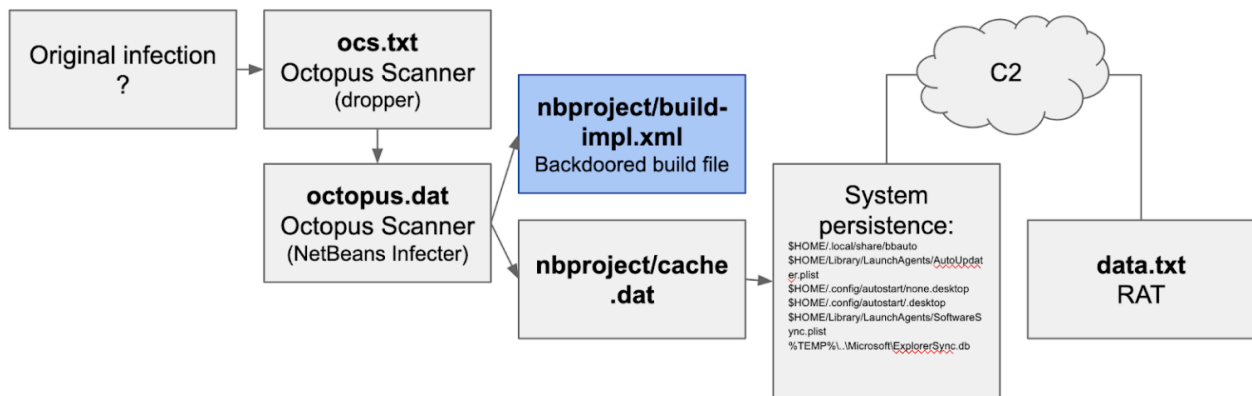 Original infection
?
ocs.txt
Octopus Scanner
(dropper)
octopus.dat
Octopus Scanner
(NetBeans Infecter)
nbproject/build-
impl.xml
Backdoored build file
nbproject/cache
.dat
System
persistence:
$HOME/.local/share/bbauto
$HOME/Library/LaunchAgents/AutoUpdat
er.plist
$HOME/.config/autostart/none.desktop
$HOME/.config/autostart/.desktop
$HOME/Library/LaunchAgents/SoftwareS
ync.plist
%TEMP%\..\Microsoft\ExplorerSync.db
C2
data.txt
RAT